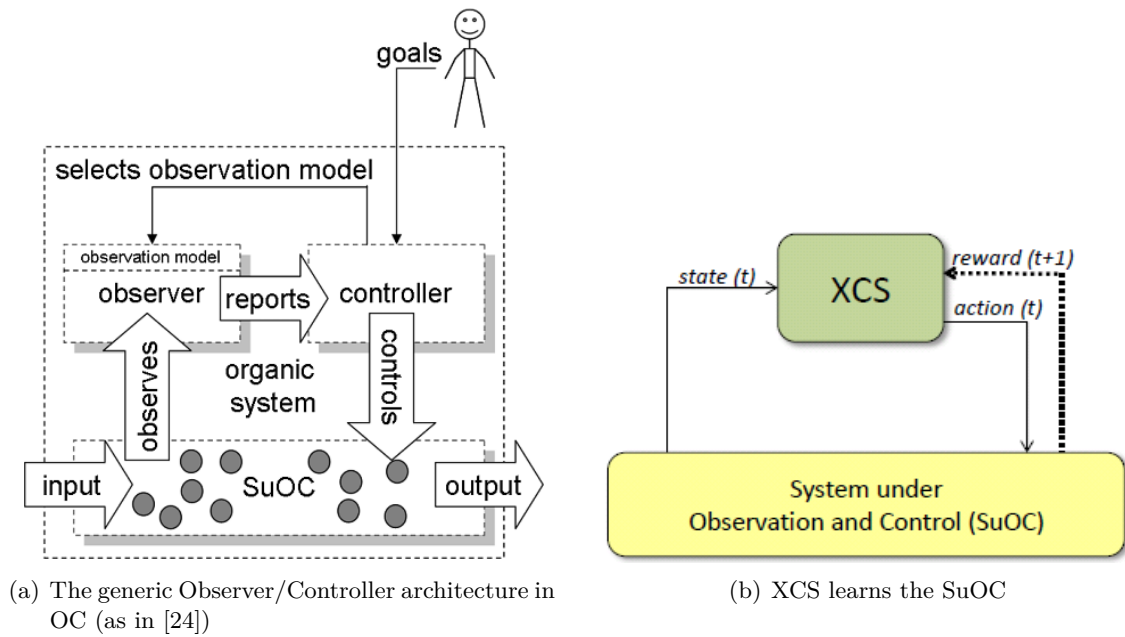 goals
selects observation model
observation model
observer
reports
controller
observes
organic
system
controls
input
SuOC
output
(a) The generic Observer/Controller architecture in
OC (as in [24])
state (t)
XCS
reward (t+1)
action (t)
System under
Observation and Control (SuOC)
(b) XCS learns the SuOC